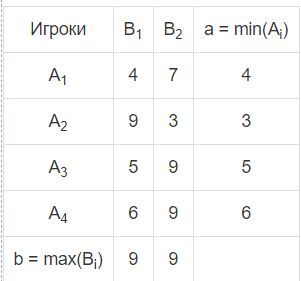 Игроки B1 B2 a = min(Ai)
A1 4 7 4
A2 9 3 3
A3 5 9 5
A4 6 9 6
b = max(Bi) 9 9